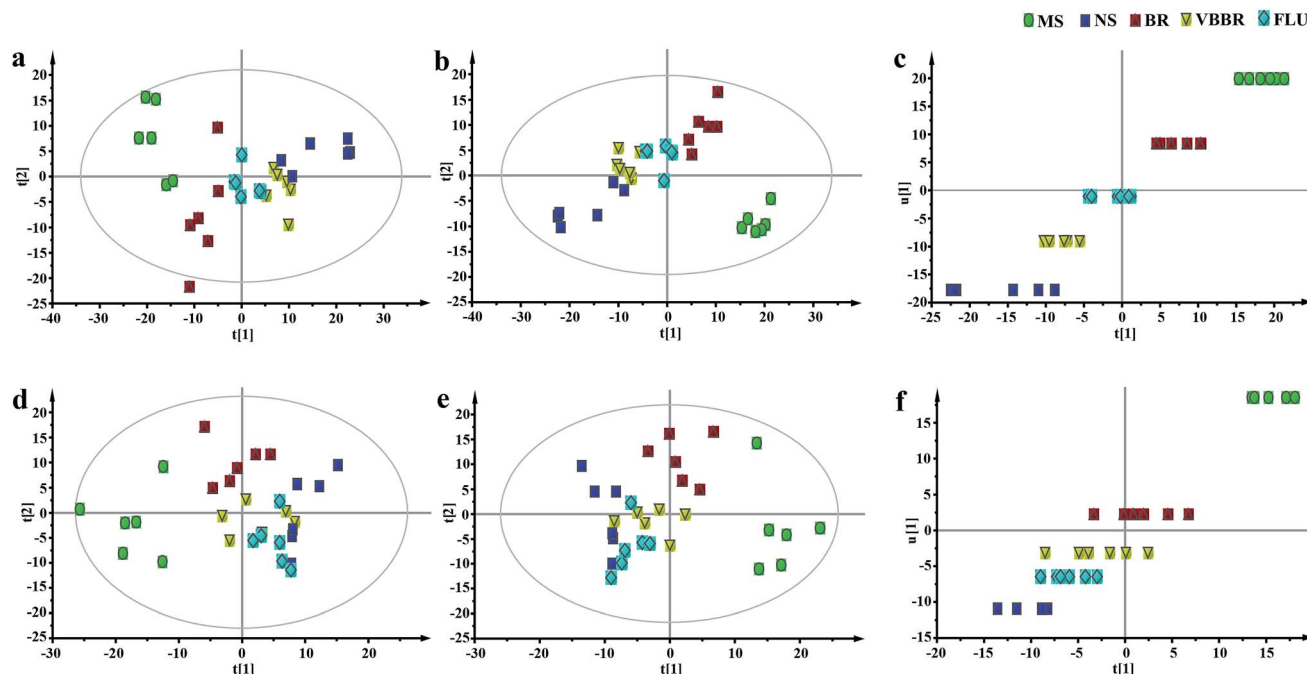 MS NS BR VBBR FLU
a b c
20 15 10 5 0 -5 -10 -15 -20 -25
t[2]
-40 -30 -20 -10 0 10 20 30 40
t[1]
20 15 10 5 0 -5 -10 -15 -20 -25
t[2]
-40 -30 -20 -10 0 10 20 30
t[1]
20 15 10 5 0 -5 -10 -15 -20
u[1]
-25 -20 -15 -10 -5 0 5 10 15 20
t[1]
d e f
20 15 10 5 0 -5 -10 -15 -20 -25
t[2]
-30 -20 -10 0 10 20 30
t[1]
20 15 10 5 0 -5 -10 -15 -20 -25
t[2]
-30 -20 -10 0 10 20 30
t[1]
15 10 5 0 -5 -10 -15
u[1]
-20 -15 -10 -5 0 5 10 15
t[1]